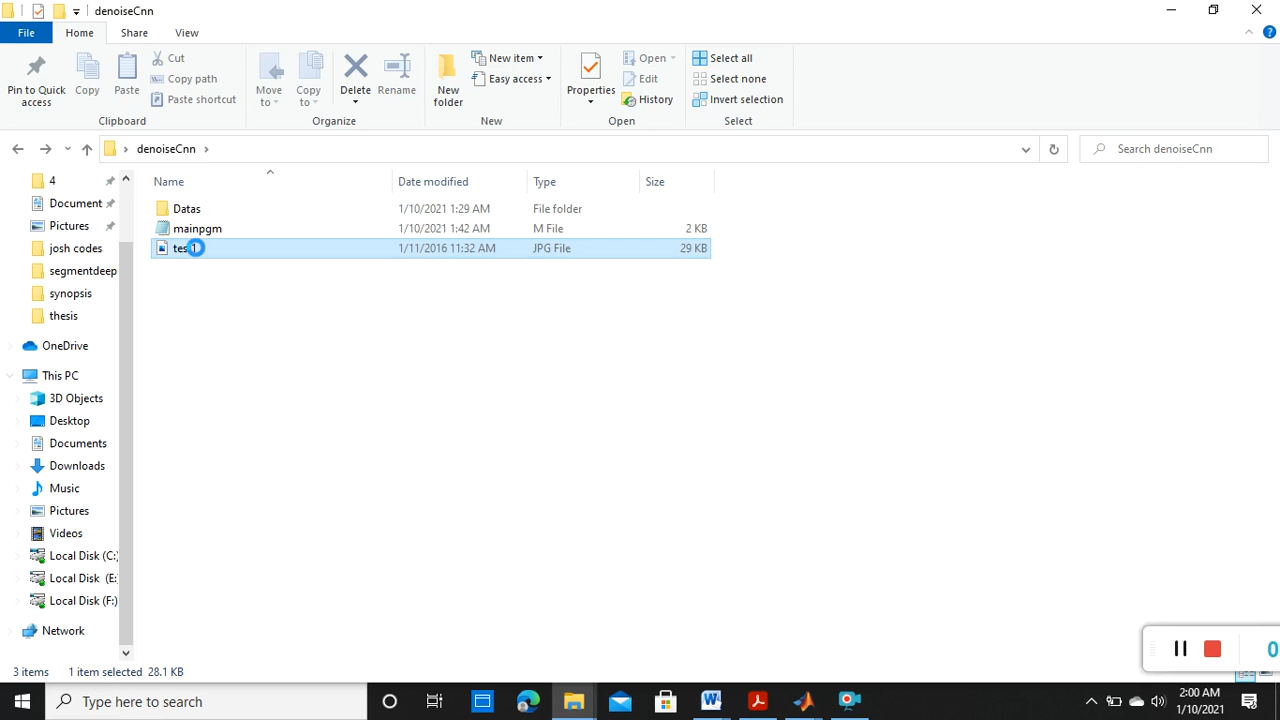 denoiseCnn
File
Home
Share
View
Pin to Quick access
Copy
Paste
Cut
Copy path
Paste shortcut
Move to
Copy to
Delete
Rename
New folder
New item
Easy access
Properties
Open
Edit
History
Select all
Select none
Invert selection
Clipboard
Organize
New
Open
Select
denoiseCnn
Search denoiseCnn
4
Document
Pictures
josh codes
segmentdeep
synopsis
thesis
OneDrive
This PC
3D Objects
Desktop
Documents
Downloads
Music
Pictures
Videos
Local Disk (C:)
Local Disk (E:
Local Disk (F:)
Network
Name Date modified Type Size
Datas 1/10/2021 1:29 AM File folder
mainpgm 1/10/2021 1:42 AM M File 2 KB
1/11/2016 11:32 AM JPG File 29 KB
3 items 1 item selected 28.1 KB
0
Type here to search
2:00 AM
1/10/2021